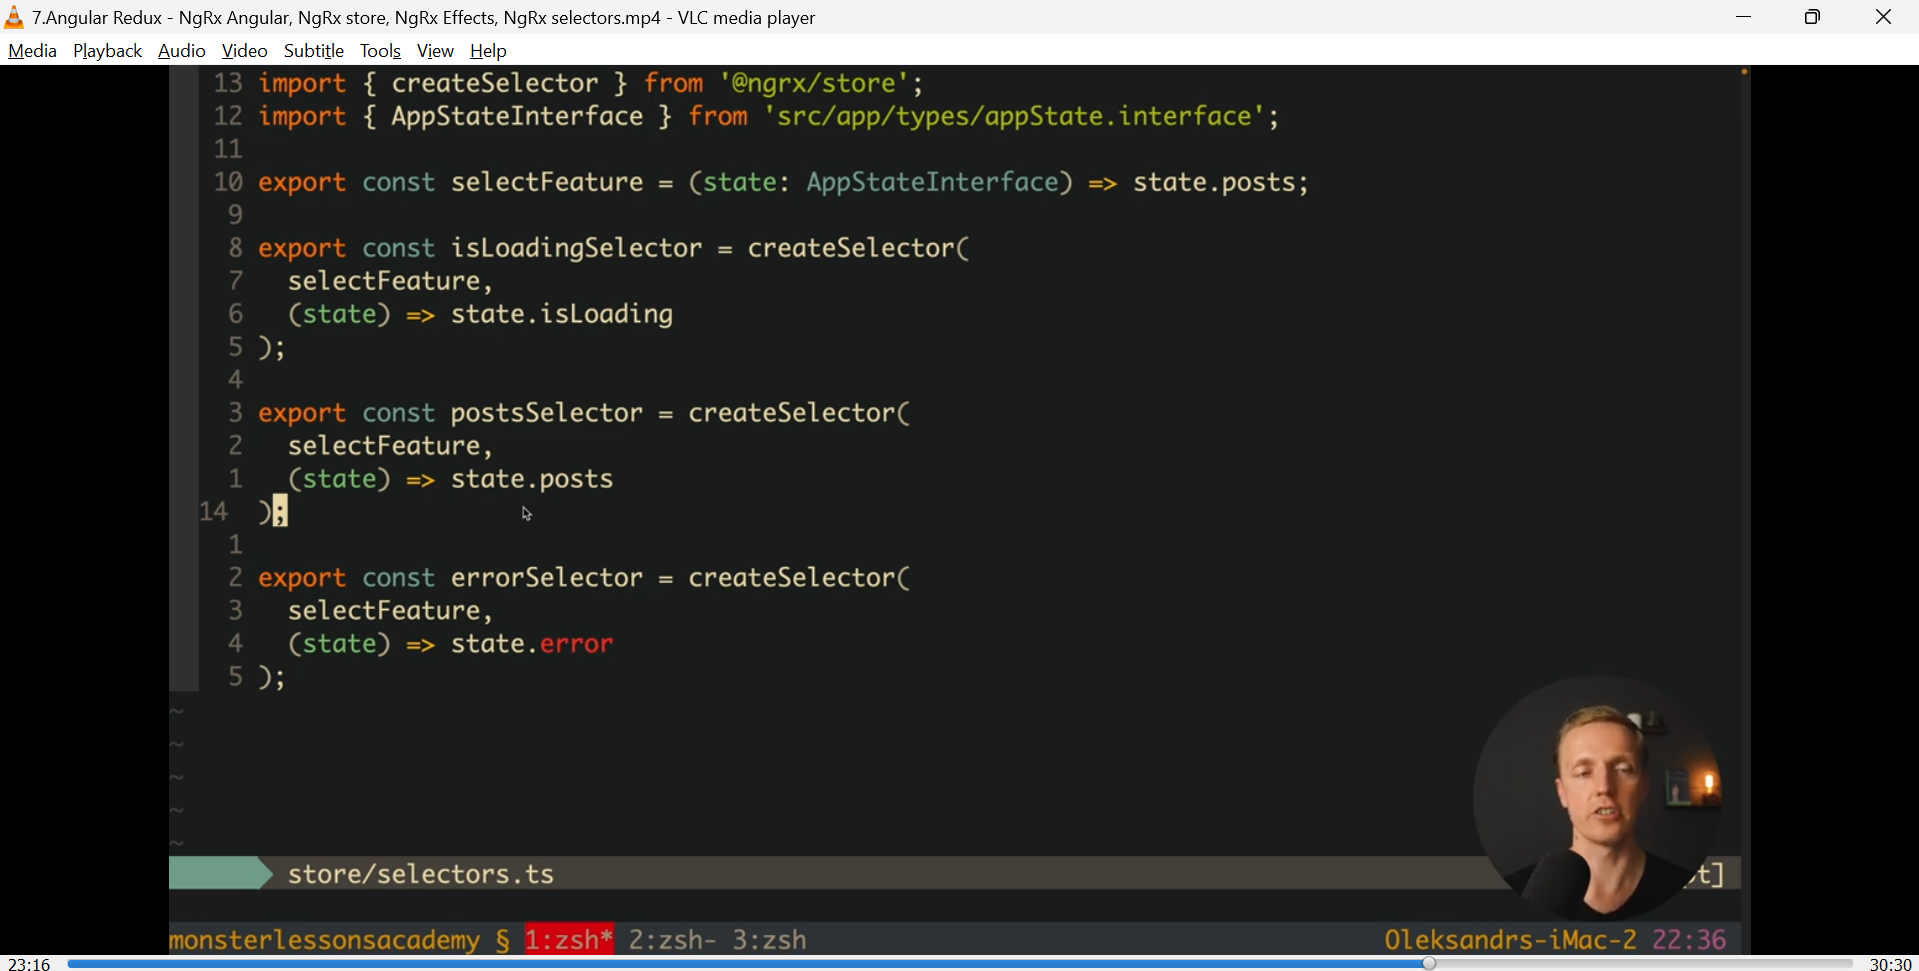 7.Angular Redux - NgRx Angular, NgRx store, NgRx Effects, NgRx selectors.mp4 - VLC media player
Media Playback Audio Video Subtitle Tools View Help
13 import { createSelector } from '@ngrx/store';
12 import { AppStateInterface } from 'src/app/types/appState.interface';
11
10 export const selectFeature = (state: AppStateInterface) => state.posts;
9
8 export const isLoadingSelector = createSelector(
7 selectFeature,
6 (state) => state.isLoading
5 );
4
3 export const postsSelector = createSelector(
2 selectFeature,
1 (state) => state.posts
14 );
1
2 export const errorSelector = createSelector(
3 selectFeature,
4 (state) => state.error
5 );
~
~
~
~
~
store/selectors.ts t]
monsterlessonsacademy § 1:zsh* 2:zsh- 3:zsh Oleksandrs-iMac-2 22:36
23:16 30:30